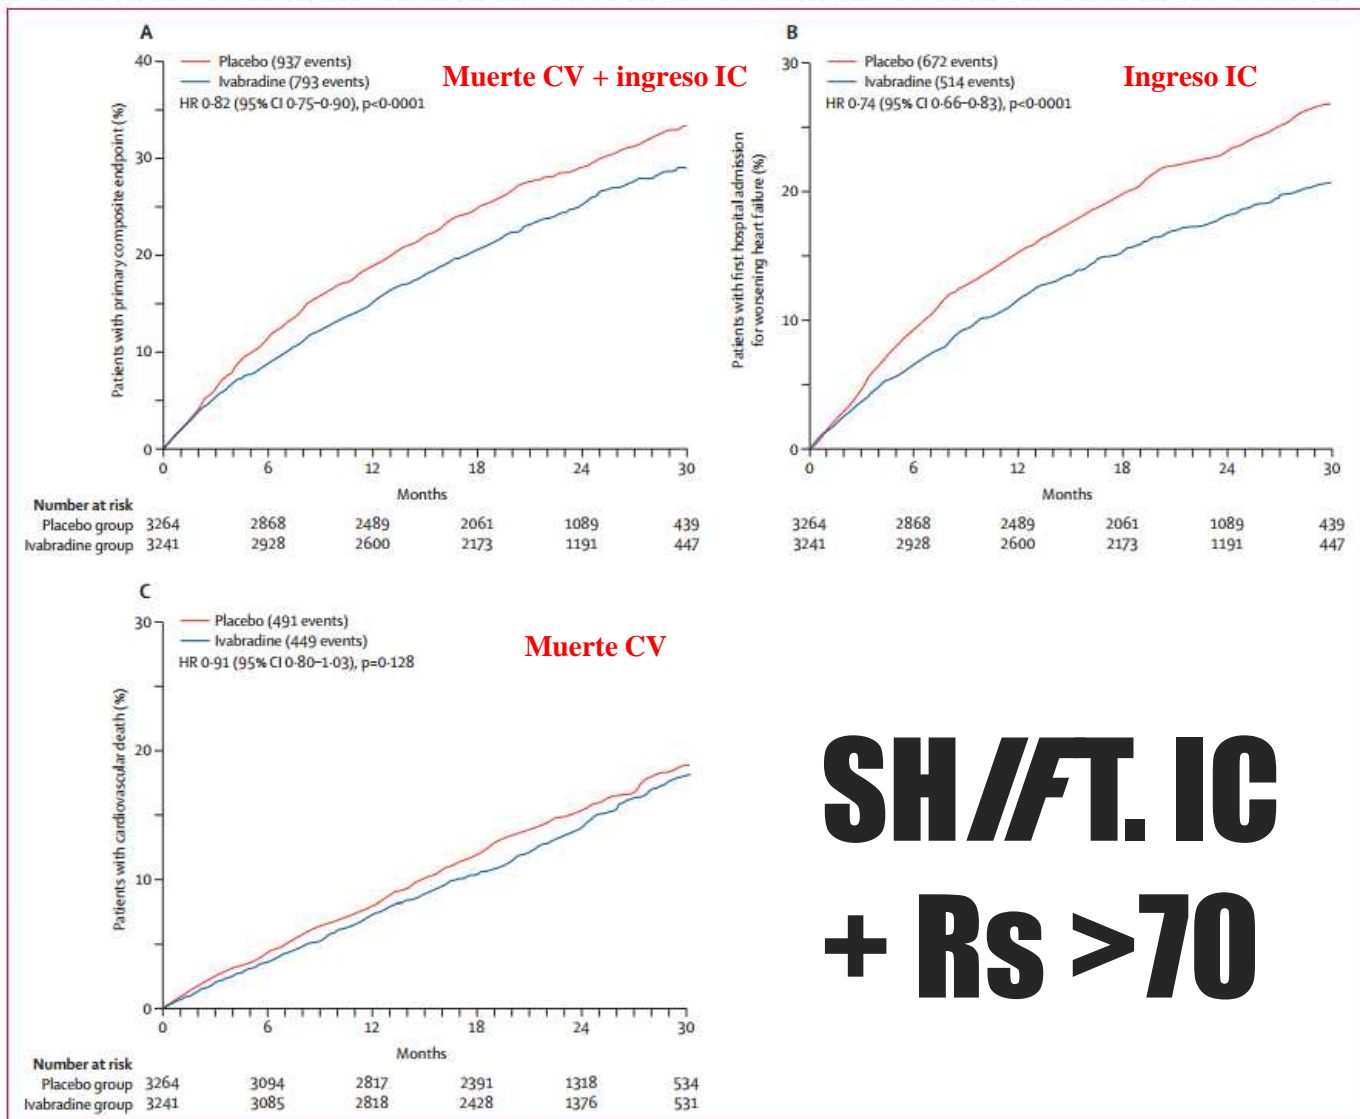 A
Placebo (937 events)
Ivabradine (793 events)
HR 0·82 (95% CI 0·75–0·90), p<0·0001
Muerte CV + ingreso IC
Patients with primary composite endpoint (%)
40
30
20
10
0
0 6 12 18 24 30
Months
Number at risk
Placebo group 3264 2868 2489 2061 1089 439
Ivabradine group 3241 2928 2600 2173 1191 447
B
Placebo (672 events)
Ivabradine (514 events)
HR 0·74 (95% CI 0·66–0·83), p<0·0001
Ingreso IC
Patients with first hospital admission
for worsening heart failure (%)
30
20
10
0
0 6 12 18 24 30
Months
3264 2868 2489 2061 1089 439
3241 2928 2600 2173 1191 447
C
Placebo (491 events)
Ivabradine (449 events)
HR 0·91 (95% CI 0·80–1·03), p=0·128
Muerte CV
Patients with cardiovascular death (%)
30
20
10
0
0 6 12 18 24 30
Months
Number at risk
Placebo group 3264 3094 2817 2391 1318 534
Ivabradine group 3241 3085 2818 2428 1376 531
SHIFT. IC
+ Rs >70